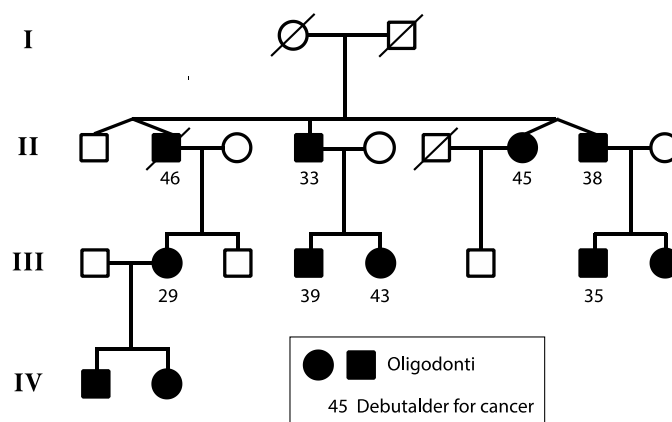 I
II
46 33 45 38
III
29 39 43 35
IV
Oligodonti
45 Debutalder for cancer